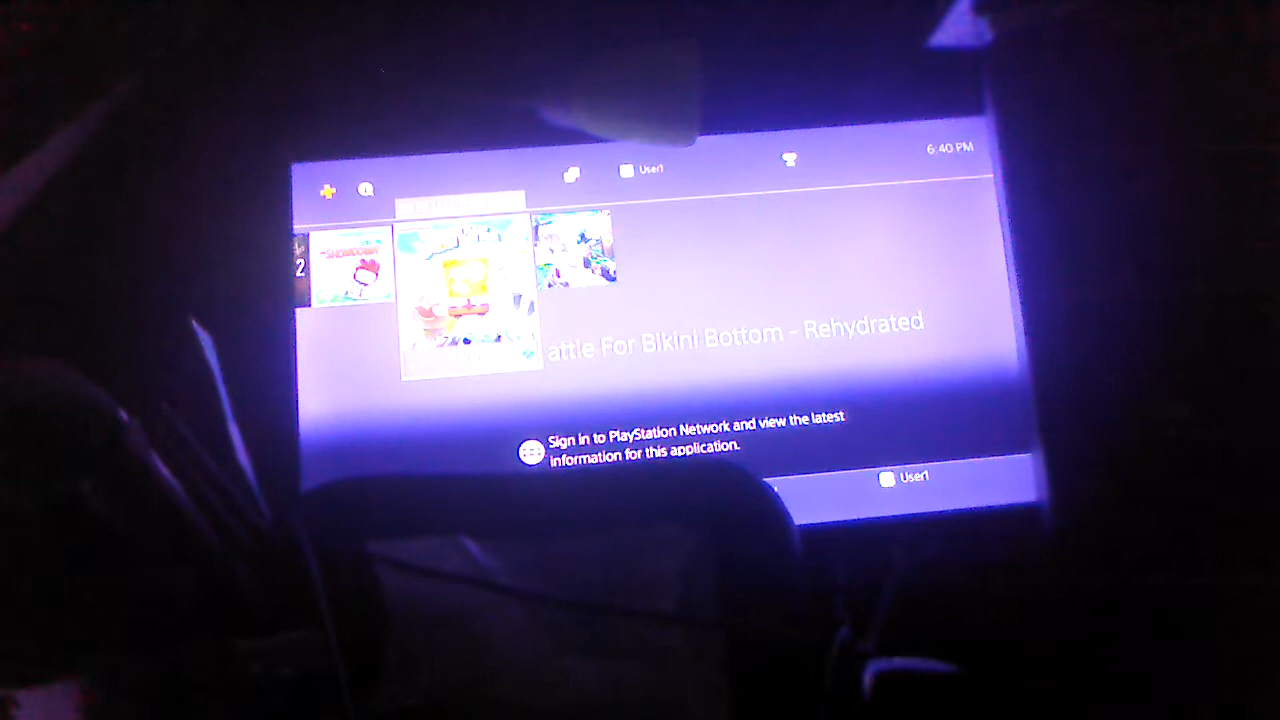 User1
6:40 PM
2
SHOWDOWN
attle For Bikini Bottom - Rehydrated
Sign in to PlayStation Network and view the latest
information for this application.
User1